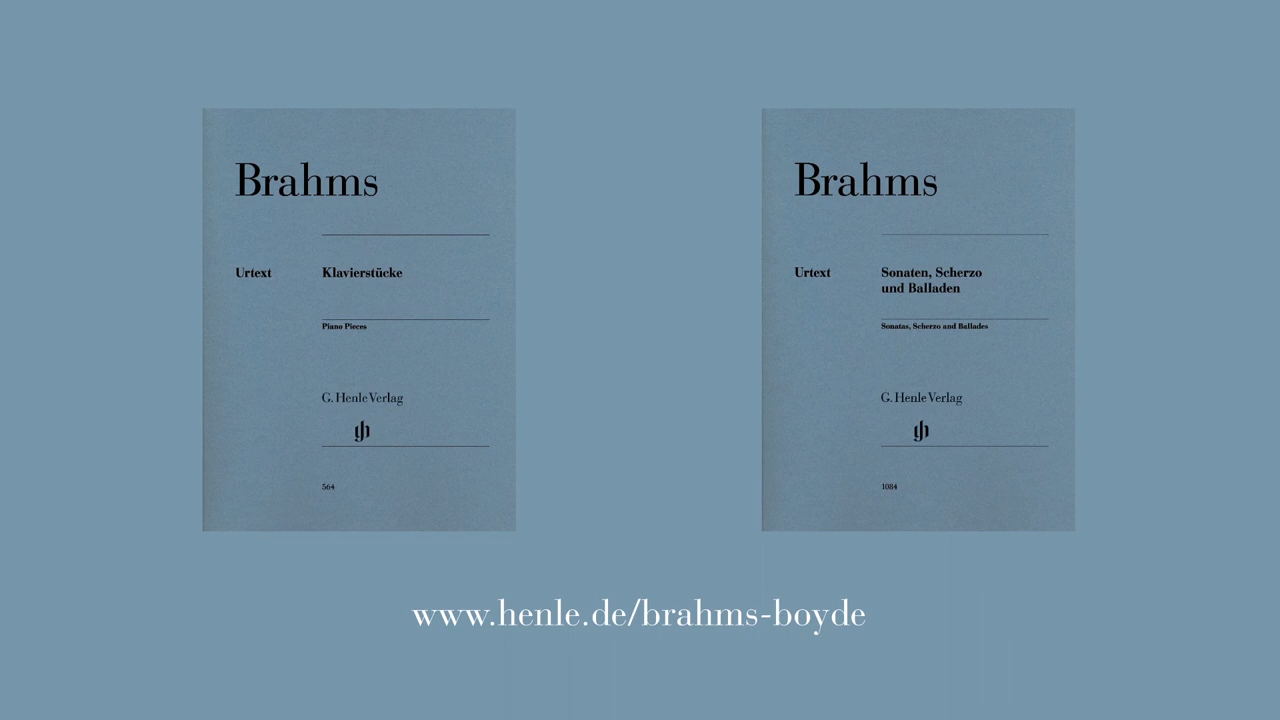 Brahms
Urtext Klavierstücke
Piano Pieces
G. Henle Verlag
564
Brahms
Urtext Sonaten, Scherzo
und Balladen
Sonatas, Scherzo and Ballades
G. Henle Verlag
1084
www.henle.de/brahms-boyde